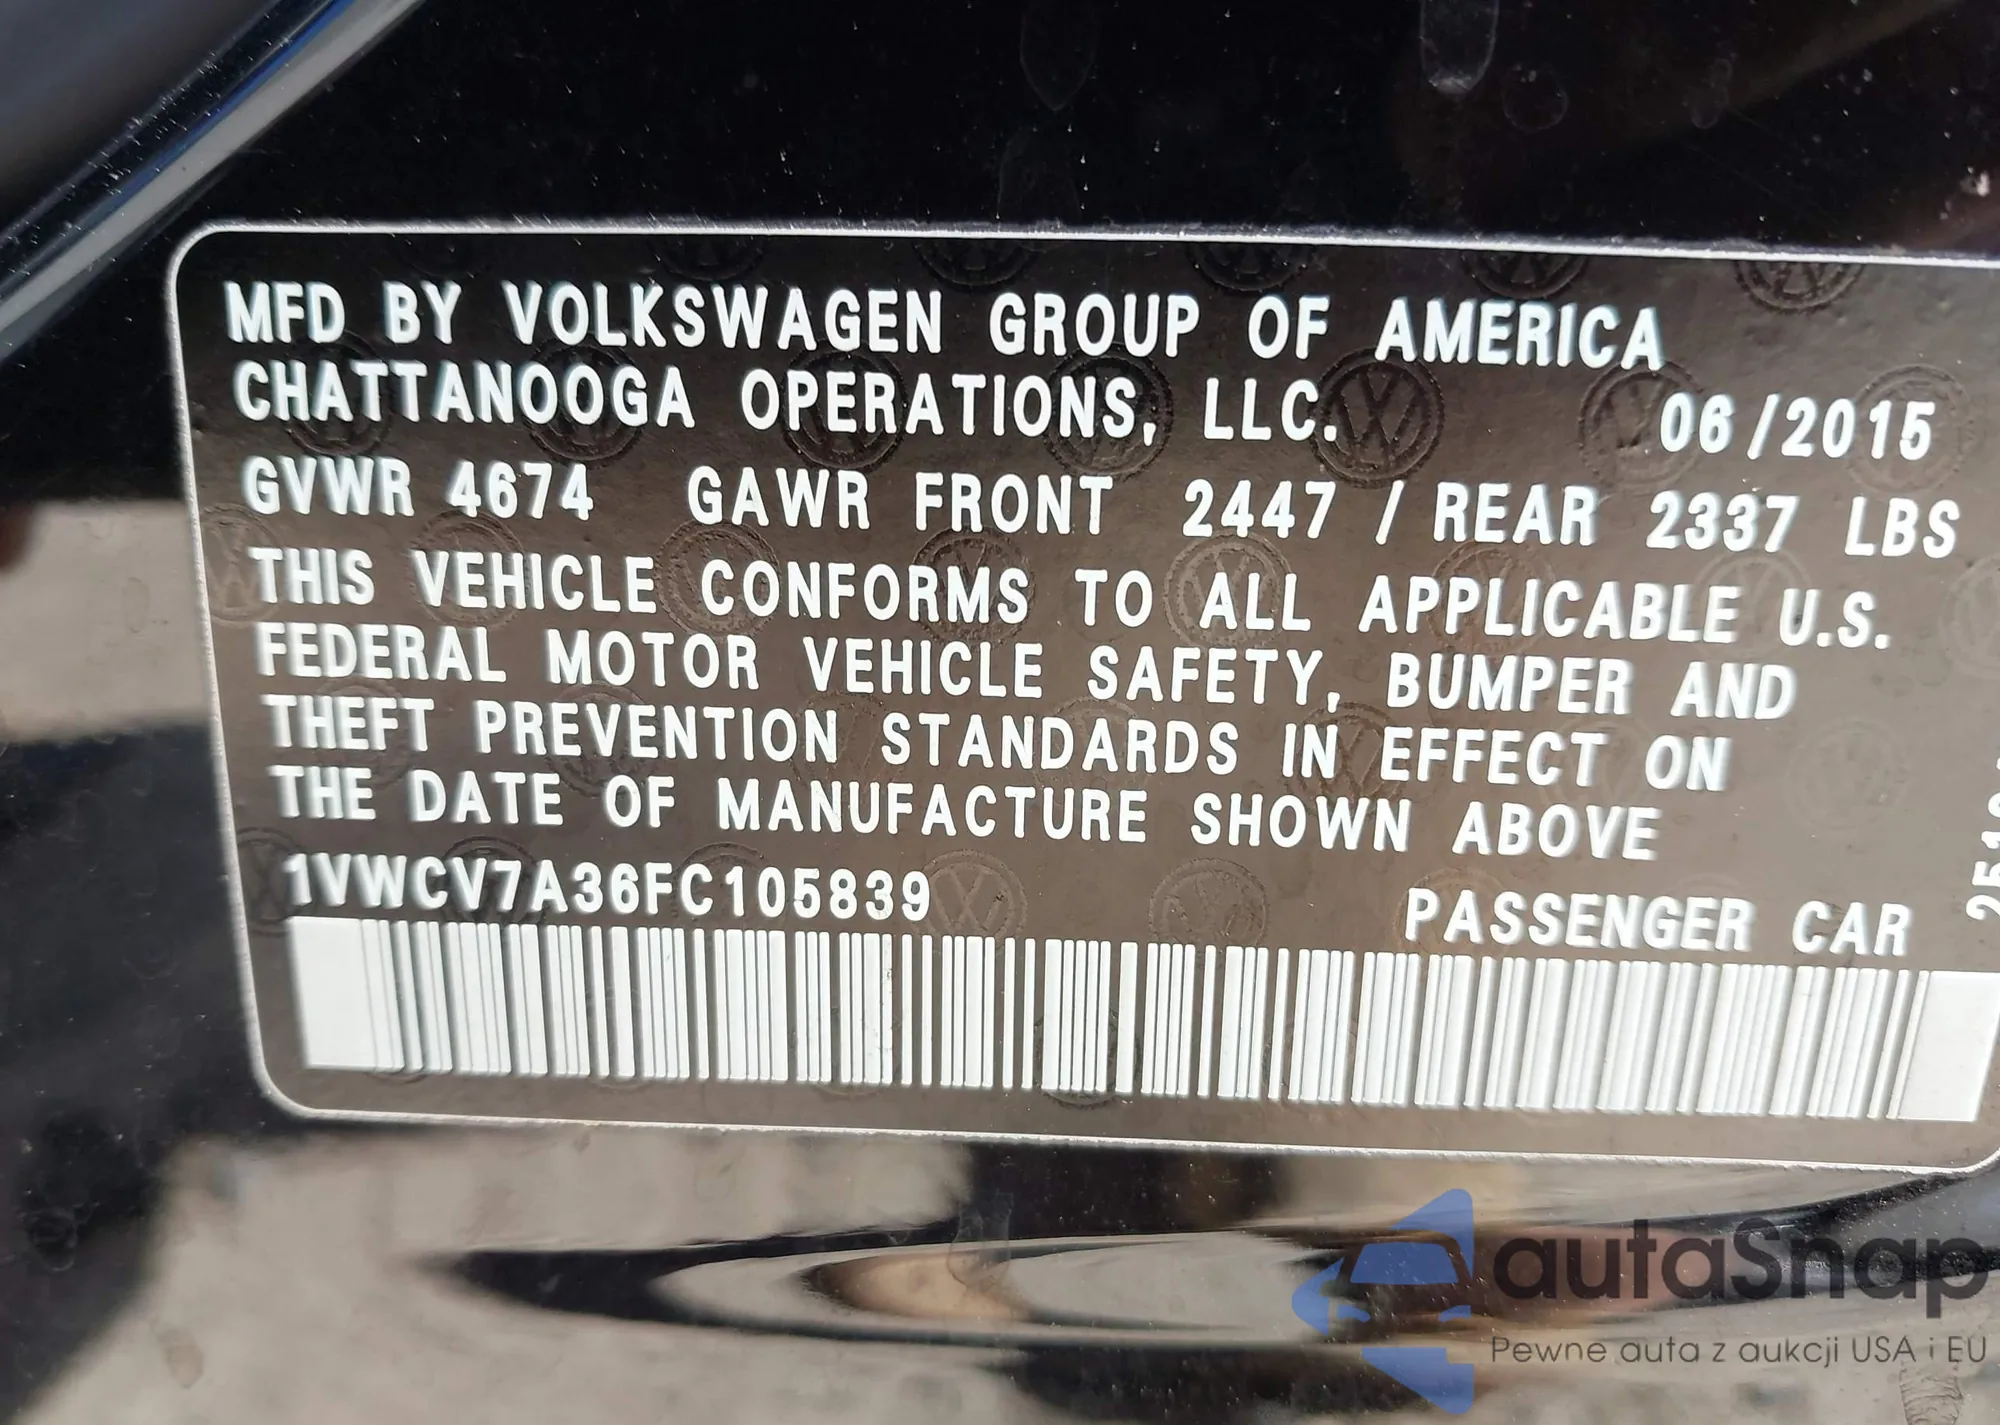 MFD BY VOLKSWAGEN GROUP OF AMERICA
CHATTANOOGA OPERATIONS, LLC. 06/2015
GVWR 4674 GAWR FRONT 2447 / REAR 2337 LBS
THIS VEHICLE CONFORMS TO ALL APPLICABLE U.S.
FEDERAL MOTOR VEHICLE SAFETY, BUMPER AND
THEFT PREVENTION STANDARDS IN EFFECT ON
THE DATE OF MANUFACTURE SHOWN ABOVE
1VWCV7A36FC105839 PASSENGER CAR
autaSnap
Pewne auta z aukcji USA i EU